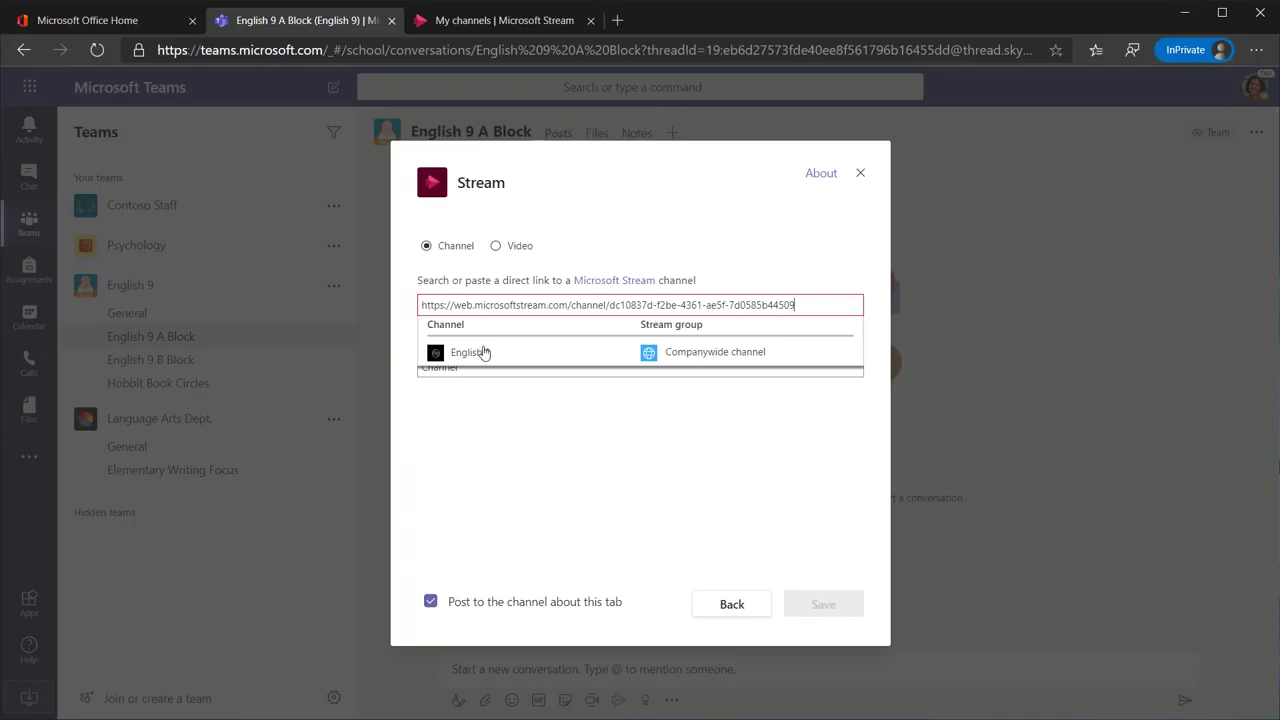 Microsoft Office Home
English 9 A Block (English 9) | M
My channels | Microsoft Stream
https://teams.microsoft.com/_#/school/conversations/English%209%20A%20Block?threadId=19:eb6d27573fde40ee8f561796b16455dd@thread.sky...
InPrivate
Microsoft Teams
Search or type a command
Activity
Chat
Teams
Assignments
Calendar
Calls
Files
Apps
Help
Teams
Your teams
Contoso Staff
Psychology
English 9
General
English 9 A Block
English 9 B Block
Hobbit Book Circles
Language Arts Dept.
General
Elementary Writing Focus
Hidden teams
Join or create a team
English 9 A Block Posts Files Notes
Team
Stream
About
Channel Video
Search or paste a direct link to a Microsoft Stream channel
https://web.microsoftstream.com/channel/dc10837d-f2be-4361-ae5f-7d0585b44509
Channel Stream group
English Companywide channel
Channel
Post to the channel about this tab
Back
Save
t a conversation.
Start a new conversation. Type @ to mention someone.